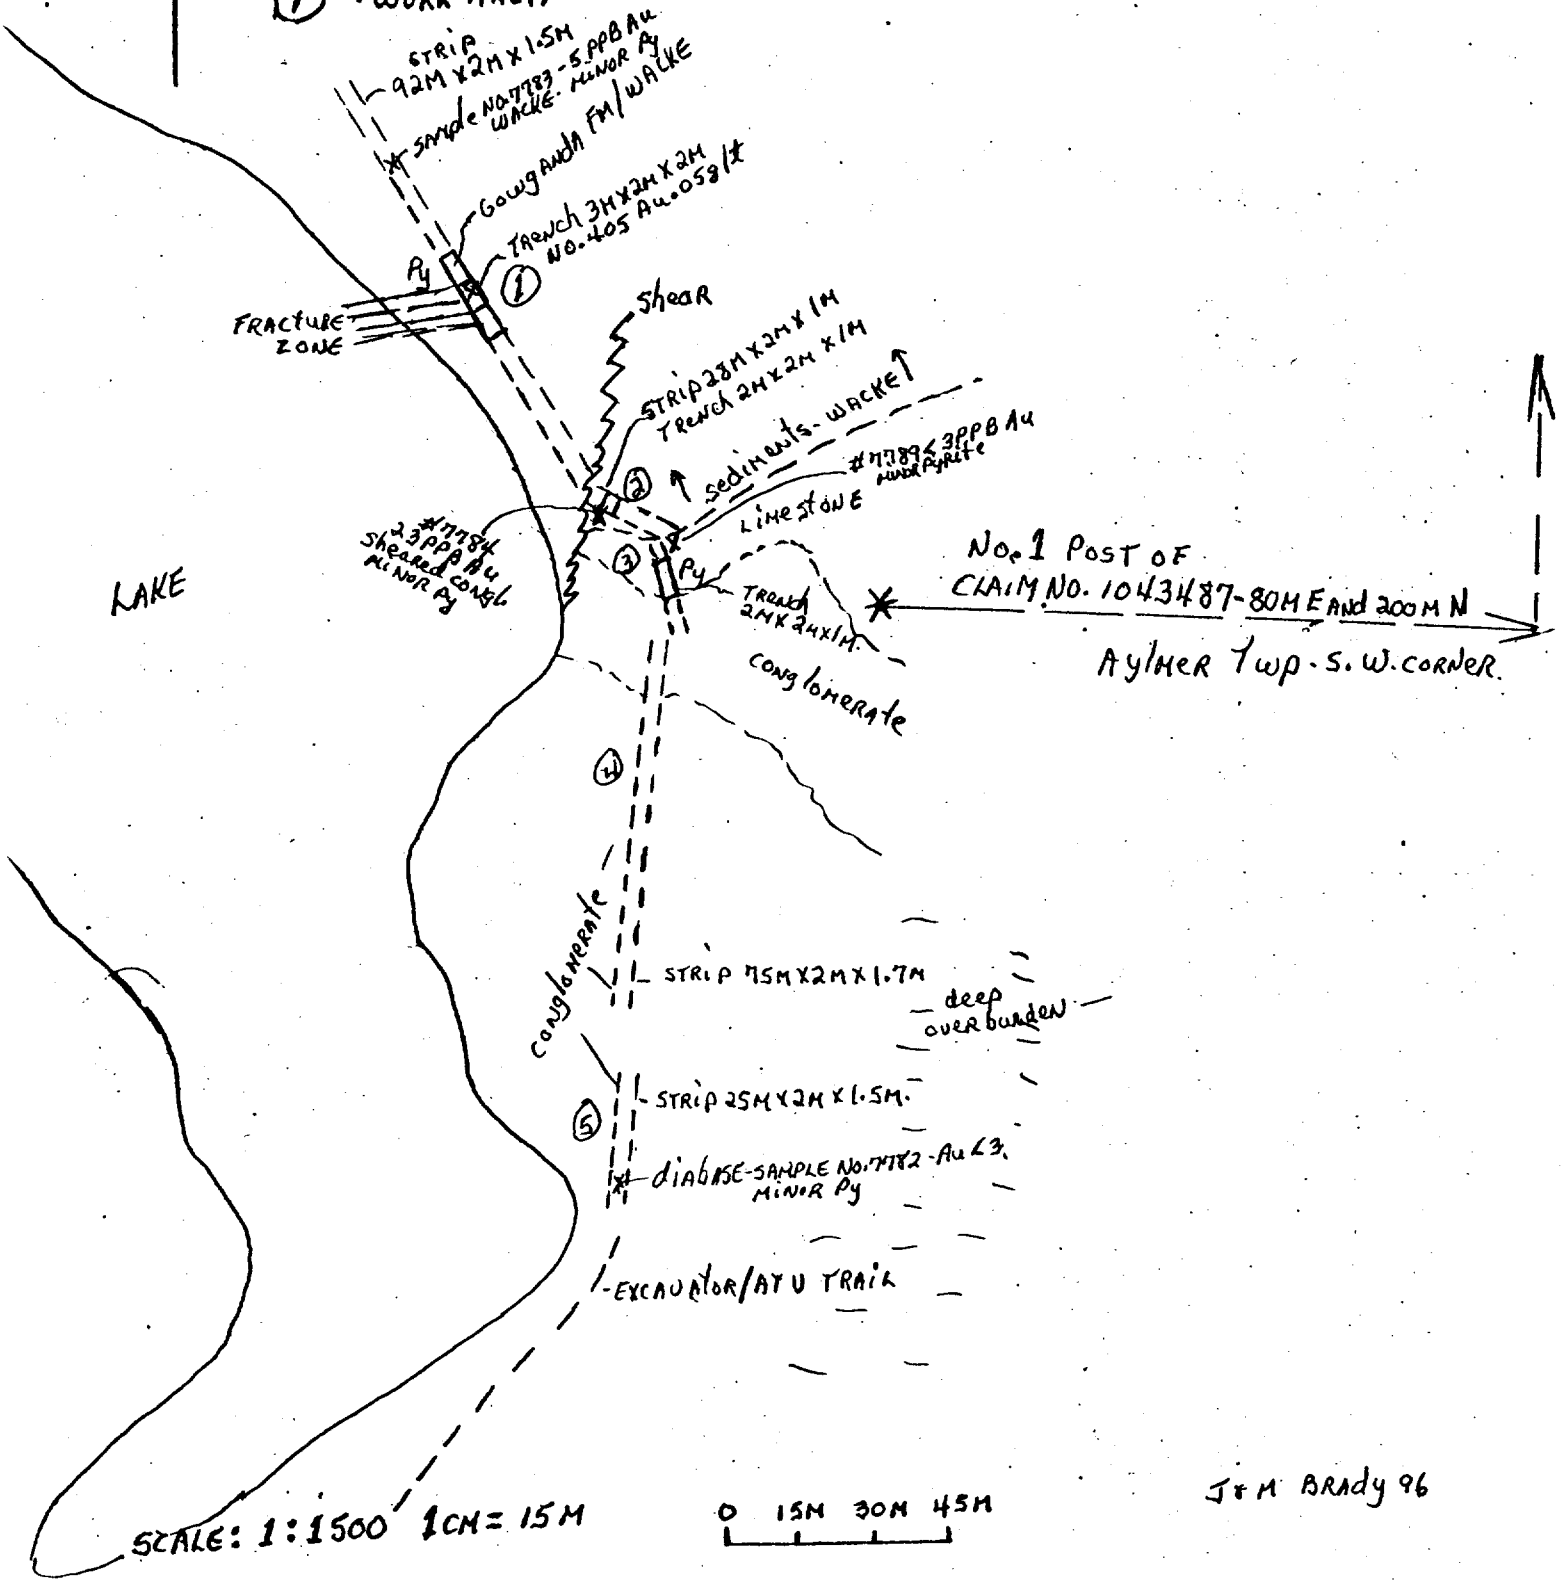 1
STRIP
92M X 2M X 1.5M
SAMPLE NO. 7783 - 5 PPB Au
WACKE. MINOR Py
GOWGANDA FM/WACKE
TRENCH 3M X 2M X 2M
NO. 405 Au .05g/t
Py
1
FRACTURE
ZONE
Shear
STRIP 28M X 2M X 1M
TRENCH 2M X 2M X 1M
sediments - WACKE
#7789 < 3PPB Au
MINOR PYRITE
LIMESTONE
2
#7784
23PPB Au
Sheared congl.
MINOR Py
3
Py
TRENCH
2M X 2M X 1M.
LAKE
No. 1 POST OF
CLAIM NO. 1043487 - 80M E And 200M N
Aylmer Twp. S. W. CORNER.
conglomerate
4
conglomerate
STRIP 75M X 2M X 1.7M
deep
overburden
5
STRIP 25M X 2M X 1.5M.
diabase - SAMPLE No. 7782 - Au < 3.
MINOR Py
EXCAVATOR/ATV TRAIL
SCALE: 1:1500 1CM = 15M
0 15M 30M 45M
J & M BRADY 96